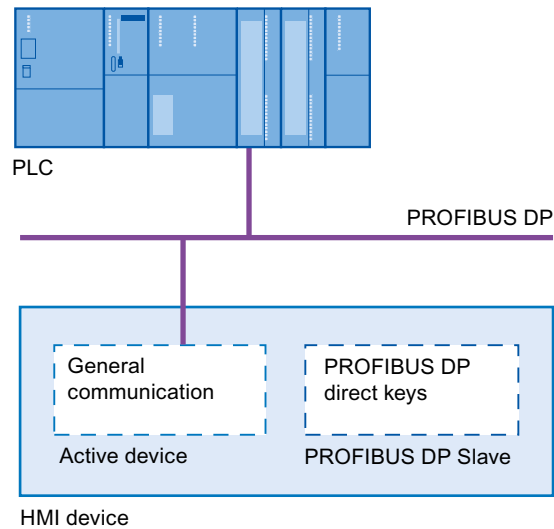 PLC
PROFIBUS DP
General
communication
PROFIBUS DP
direct keys
Active device
PROFIBUS DP Slave
HMI device